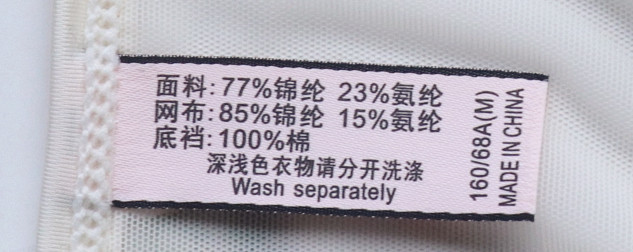 面料:77%锦纶 23%氨纶
网布:85%锦纶 15%氨纶
底裆:100%棉
深浅色衣物请分开洗涤
Wash separately
160/68A(M)
MADE IN CHINA